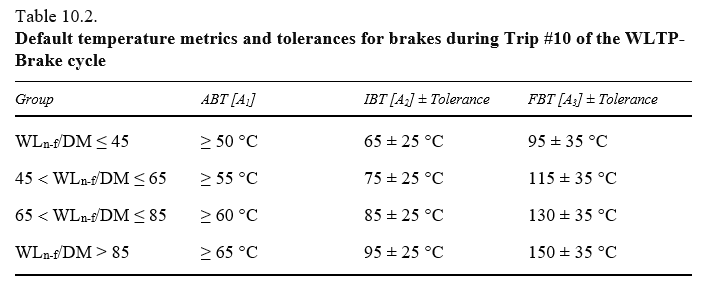 Table 10.2.
Default temperature metrics and tolerances for brakes during Trip #10 of the WLTP-
Brake cycle
Group ABT [A1] IBT [A2] ± Tolerance FBT [A3] ± Tolerance
WLn-f/DM ≤ 45 ≥ 50 °C 65 ± 25 °C 95 ± 35 °C
45 < WLn-f/DM ≤ 65 ≥ 55 °C 75 ± 25 °C 115 ± 35 °C
65 < WLn-f/DM ≤ 85 ≥ 60 °C 85 ± 25 °C 130 ± 35 °C
WLn-f/DM > 85 ≥ 65 °C 95 ± 25 °C 150 ± 35 °C